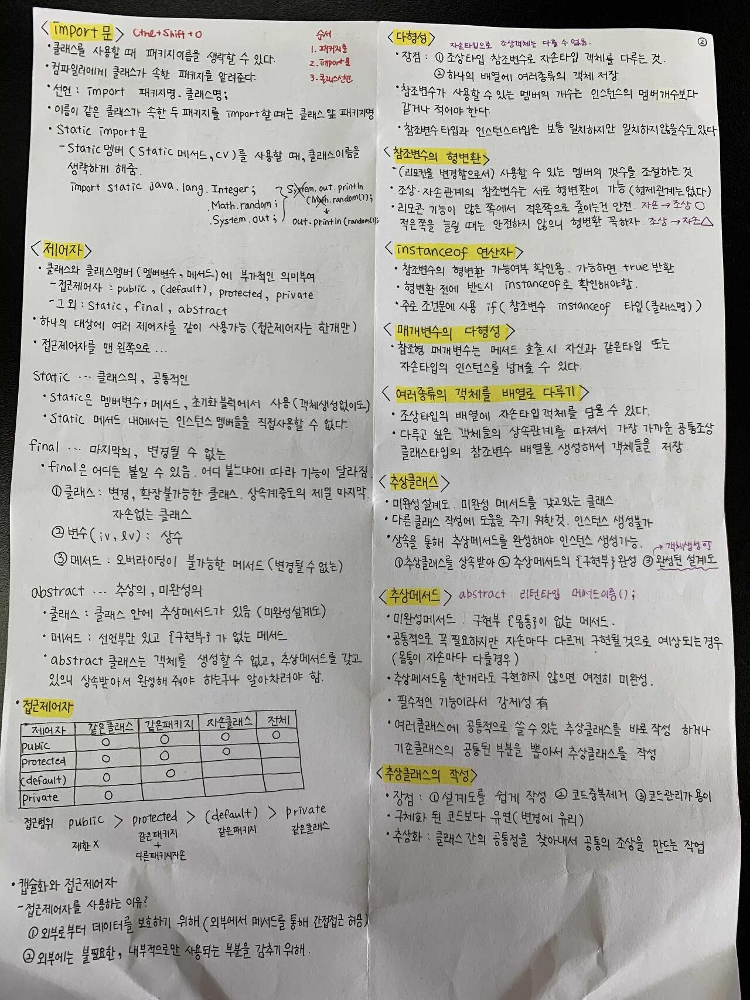 <import 문> Ctrl+Shift+O
순서
1. 패키지문
2. import문
3. 클래스선언
• 클래스를 사용할 때 패키지이름을 생략할 수 있다.
• 컴파일러에게 클래스가 속한 패키지를 알려준다.
• 선언 : import 패키지명.클래스명;
• 이름이 같은 클래스가 속한 두 패키지를 import할 때는 클래스 앞 패키지명
• Static import문
- Static멤버 (Static 메서드, cv)를 사용할 때, 클래스이름을
생략하게 해줌.
import static java.lang.Integer;
.Math.random;
.System.out;
System.out.println
(Math.random());
↓
out.println(random());
<제어자>
• 클래스와 클래스멤버 (멤버변수, 메서드)에 부가적인 의미부여
- 접근제어자 : public, (default), protected, private
- 그외 : Static, final, abstract
• 하나의 대상에 여러 제어자를 같이 사용가능 (접근제어자는 한개만)
• 접근제어자를 맨 왼쪽으로...
Static ... 클래스의, 공통적인
• Static은 멤버변수, 메서드, 초기화블럭에서 사용(객체생성없이도)
• Static 메서드 내에서는 인스턴스 멤버들을 직접사용할 수 없다.
final ... 마지막의, 변경될 수 없는
• final은 어디든 붙일 수 있음. 어디 붙느냐에 따라 기능이 달라짐.
① 클래스 : 변경, 확장불가능한 클래스. 상속계층도의 제일 마지막.
자손없는 클래스
② 변수(iv, lv) : 상수
③ 메서드 : 오버라이딩이 불가능한 메서드 (변경될 수 없는)
abstract ... 추상의, 미완성의
• 클래스 : 클래스 안에 추상메서드가 있음 (미완성설계도)
• 메서드 : 선언부만 있고 {구현부}가 없는 메서드
• abstract 클래스는 객체를 생성할 수 없고, 추상메서드를 갖고
있으니 상속받아서 완성해 줘야 하는구나 알아차려야 함.
• 접근제어자
제어자 같은클래스 같은패키지 자손클래스 전체
public ○ ○ ○ ○
protected ○ ○ ○
(default) ○ ○
private ○
접근범위 public > protected > (default) > private
제한X 같은패키지 같은패키지 같은클래스
+
다른패키지자손
• 캡슐화와 접근제어자
- 접근제어자를 사용하는 이유?
① 외부로부터 데이터를 보호하기 위해 (외부에서 메서드를 통해 간접접근 허용)
② 외부에는 불필요한, 내부적으로만 사용되는 부분을 감추기 위해.
②
<다형성> 자손타입으로 조상객체는 다룰 수 없음.
• 장점 : ① 조상타입 참조변수로 자손타입 객체를 다루는 것.
② 하나의 배열에 여러종류의 객체 저장
• 참조변수가 사용할 수 있는 멤버의 개수는 인스턴스의 멤버개수보다
같거나 적어야 한다.
• 참조변수타입과 인스턴스타입은 보통 일치하지만 일치하지않을수도있다
<참조변수의 형변환>
- (리모컨을 변경함으로서) 사용할 수 있는 멤버의 갯수를 조절하는 것
• 조상·자손관계의 참조변수는 서로 형변환이 가능 (형제관계는없다)
• 리모콘 기능이 많은 쪽에서 적은쪽으로 줄이는건 안전. 자손→조상 ○
적은쪽을 늘릴 때는 안전하지 않으니 형변환 꼭하자. 조상→자손△
<instanceof 연산자>
• 참조변수의 형변환 가능여부 확인용. 가능하면 true 반환
• 형변환 전에 반드시 instanceof로 확인해야함.
• 주로 조건문에 사용 if( 참조변수 instanceof 타입(클래스명))
<매개변수의 다형성>
• 참조형 매개변수는 메서드 호출시 자신과 같은타입 또는
자손타입의 인스턴스를 넘겨줄 수 있다.
<여러종류의 객체를 배열로 다루기>
• 조상타입의 배열에 자손타입객체를 담을 수 있다.
• 다루고 싶은 객체들의 상속관계를 따져서 가장 가까운 공통조상
클래스타입의 참조변수 배열을 생성해서 객체들을 저장.
<추상클래스>
• 미완성설계도. 미완성 메서드를 갖고있는 클래스
• 다른클래스 작성에 도움을 주기 위한것. 인스턴스 생성불가
• 상속을 통해 추상메서드를 완성해야 인스턴스 생성가능.
→ 객체생성可
①추상클래스를 상속받아 ② 추상메서드의 {구현부}완성 ③ 완성된 설계도
<추상메서드> abstract 리턴타입 메서드이름();
• 미완성메서드. 구현부 {몸통}이 없는 메서드.
• 공통적으로 꼭 필요하지만 자손마다 다르게 구현될것으로 예상되는경우
(몸통이 자손마다 다를경우)
• 추상메서드를 한개라도 구현하지 않으면 여전히 미완성.
• 필수적인 기능이라서 강제성 有
• 여러클래스에 공통적으로 쓸 수 있는 추상클래스를 바로작성 하거나
기존클래스의 공통된 부분을 뽑아서 추상클래스를 작성
<추상클래스의 작성>
• 장점 : ① 설계도를 쉽게 작성 ② 코드중복제거 ③코드관리가 용이
• 구체화 된 코드보다 유연(변경에 유리)
• 추상화 : 클래스간의 공통점을 찾아내서 공통의 조상을 만드는 작업